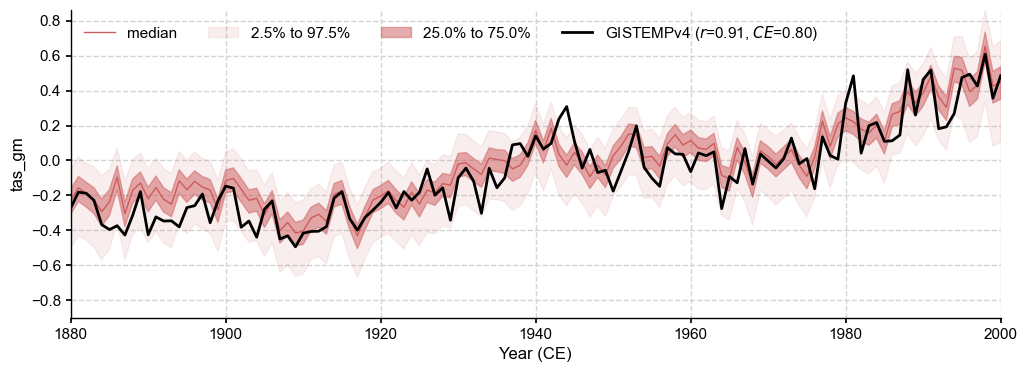 median 2.5% to 97.5% 25.0% to 75.0% GISTEMPv4 (r=0.91, CE=0.80)
tas_gm
0.8
0.6
0.4
0.2
0.0
−0.2
−0.4
−0.6
−0.8
1880 1900 1920 1940 1960 1980 2000
Year (CE)